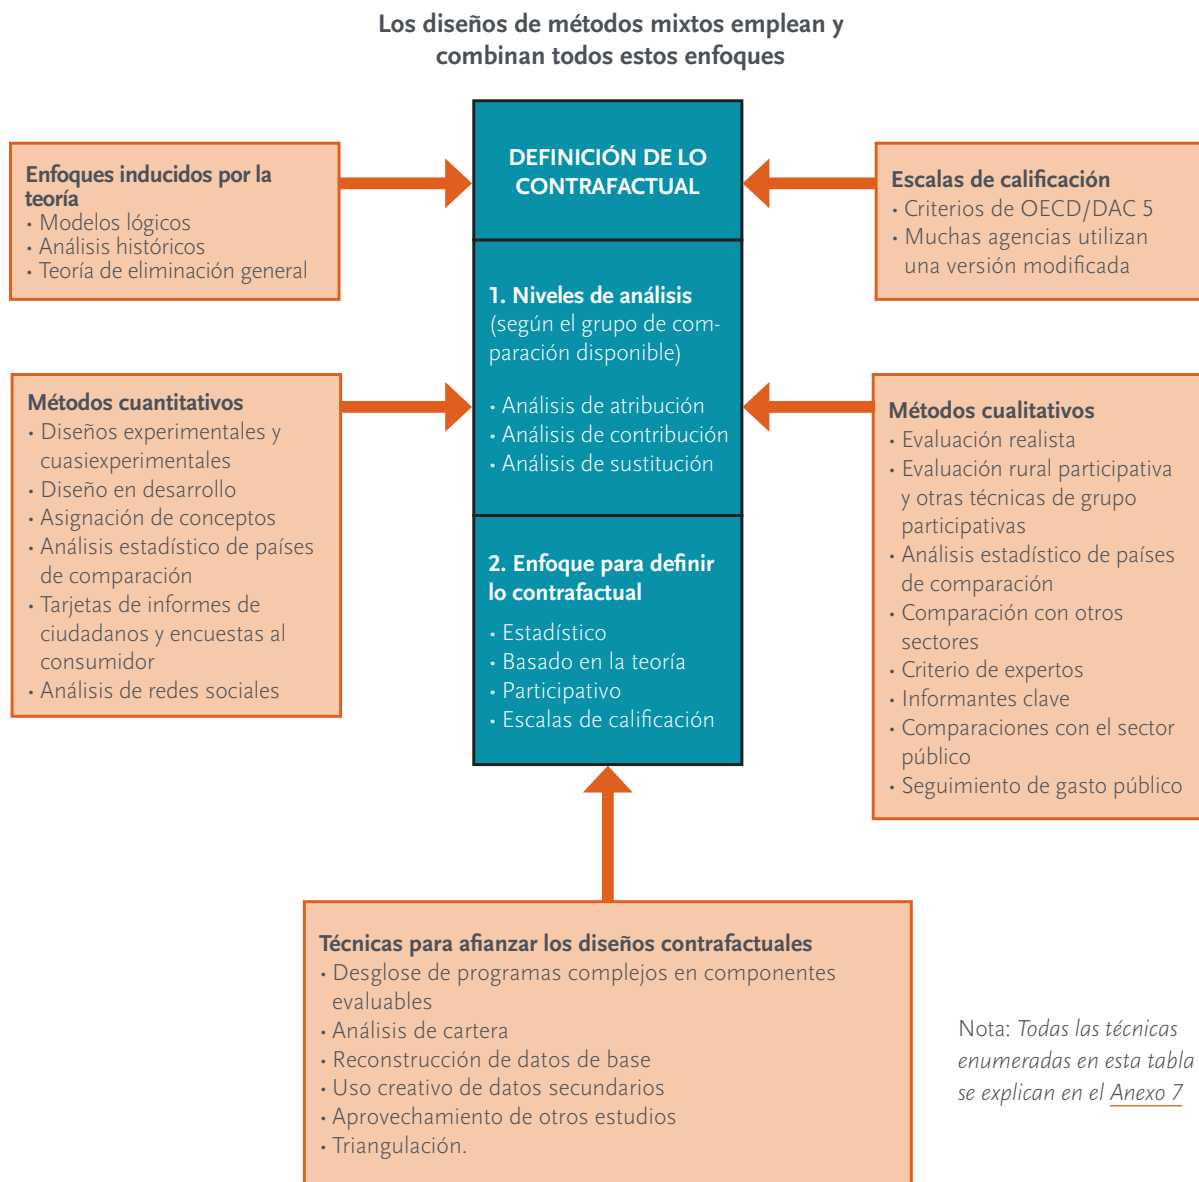 Los diseños de métodos mixtos emplean y
combinan todos estos enfoques
DEFINICIÓN DE LO
CONTRAFACTUAL
Enfoques inducidos por la
teoría
• Modelos lógicos
• Análisis históricos
• Teoría de eliminación general
Escalas de calificación
• Criterios de OECD/DAC 5
• Muchas agencias utilizan
una versión modificada
1. Niveles de análisis
(según el grupo de com-
paración disponible)
• Análisis de atribución
• Análisis de contribución
• Análisis de sustitución
Métodos cuantitativos
• Diseños experimentales y
cuasiexperimentales
• Diseño en desarrollo
• Asignación de conceptos
• Análisis estadístico de países
de comparación
• Tarjetas de informes de
ciudadanos y encuestas al
consumidor
• Análisis de redes sociales
Métodos cualitativos
• Evaluación realista
• Evaluación rural participativa
y otras técnicas de grupo
participativas
• Análisis estadístico de países
de comparación
• Comparación con otros
sectores
• Criterio de expertos
• Informantes clave
• Comparaciones con el sector
público
• Seguimiento de gasto público
2. Enfoque para definir
lo contrafactual
• Estadístico
• Basado en la teoría
• Participativo
• Escalas de calificación
Técnicas para afianzar los diseños contrafactuales
• Desglose de programas complejos en componentes
evaluables
• Análisis de cartera
• Reconstrucción de datos de base
• Uso creativo de datos secundarios
• Aprovechamiento de otros estudios
• Triangulación.
Nota: Todas las técnicas
enumeradas en esta tabla
se explican en el Anexo 7